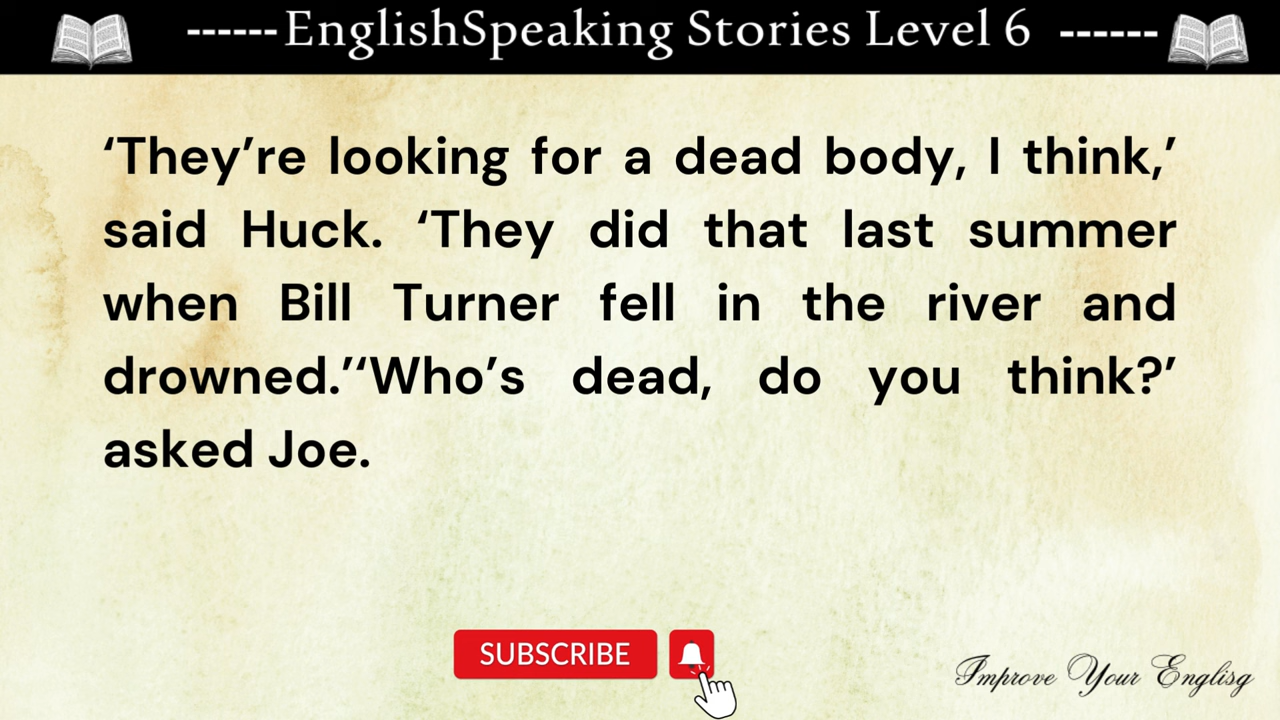 ------EnglishSpeaking Stories Level 6 ------
‘They’re looking for a dead body, I think,’
said Huck. ‘They did that last summer
when Bill Turner fell in the river and
drowned.’‘Who’s dead, do you think?’
asked Joe.
SUBSCRIBE
Improve Your Englisg